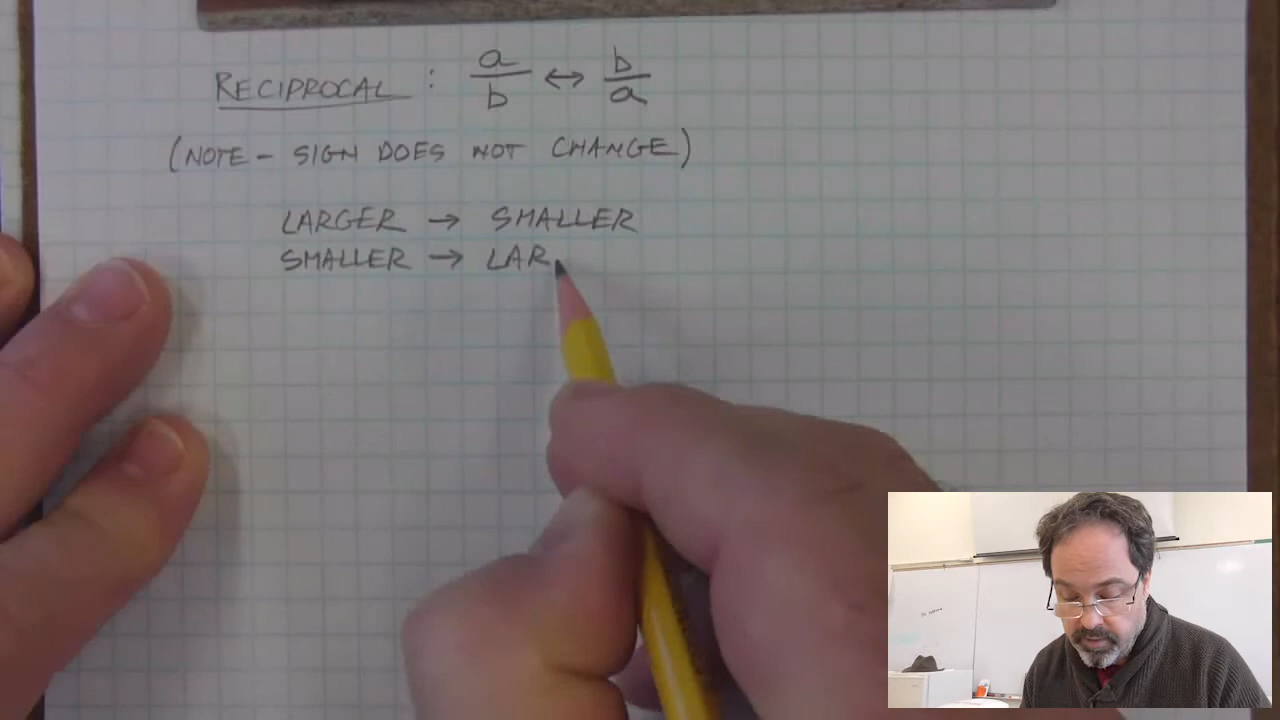 RECIPROCAL : a/b ↔ b/a
(NOTE - SIGN DOES NOT CHANGE)
LARGER → SMALLER
SMALLER → LAR